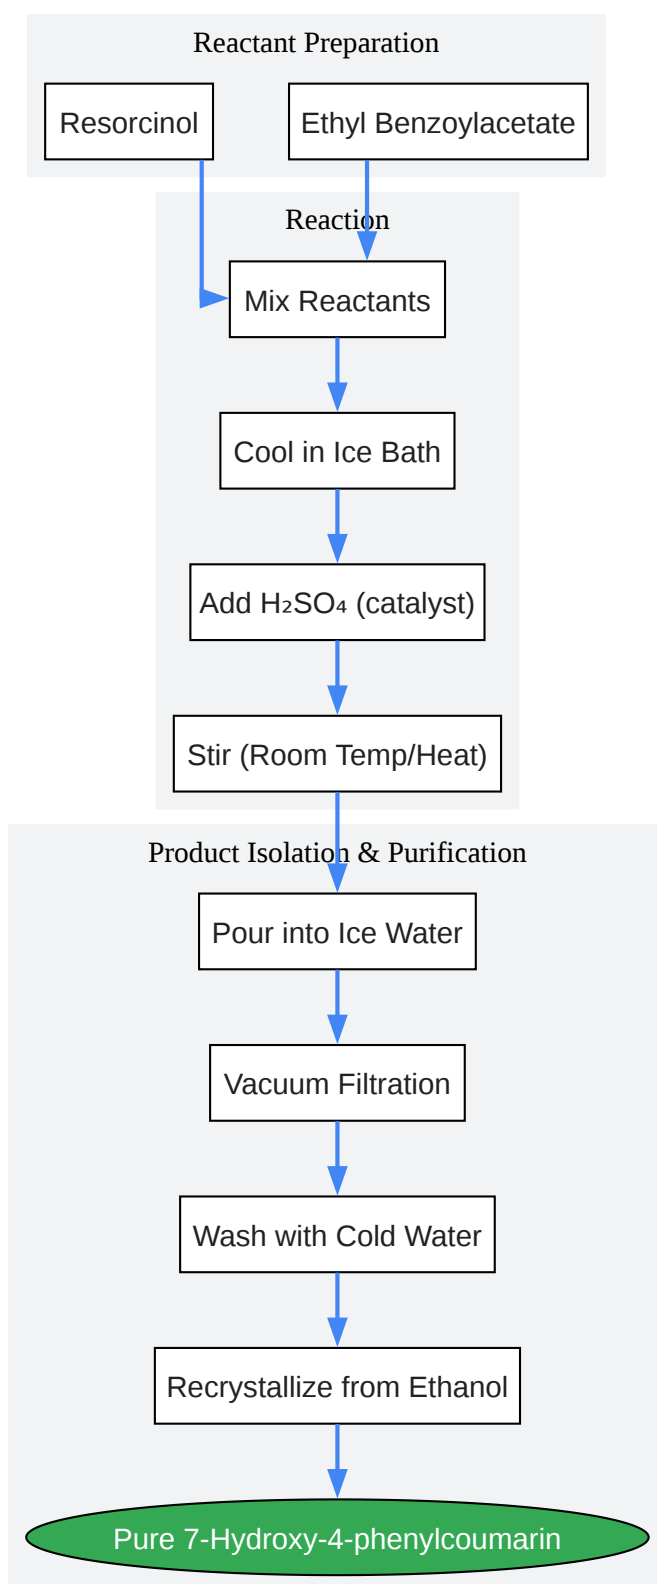 Reactant Preparation
Resorcinol
Ethyl Benzoylacetate
Reaction
Mix Reactants
Cool in Ice Bath
Add H₂SO₄ (catalyst)
Stir (Room Temp/Heat)
Product Isolation & Purification
Pour into Ice Water
Vacuum Filtration
Wash with Cold Water
Recrystallize from Ethanol
Pure 7-Hydroxy-4-phenylcoumarin